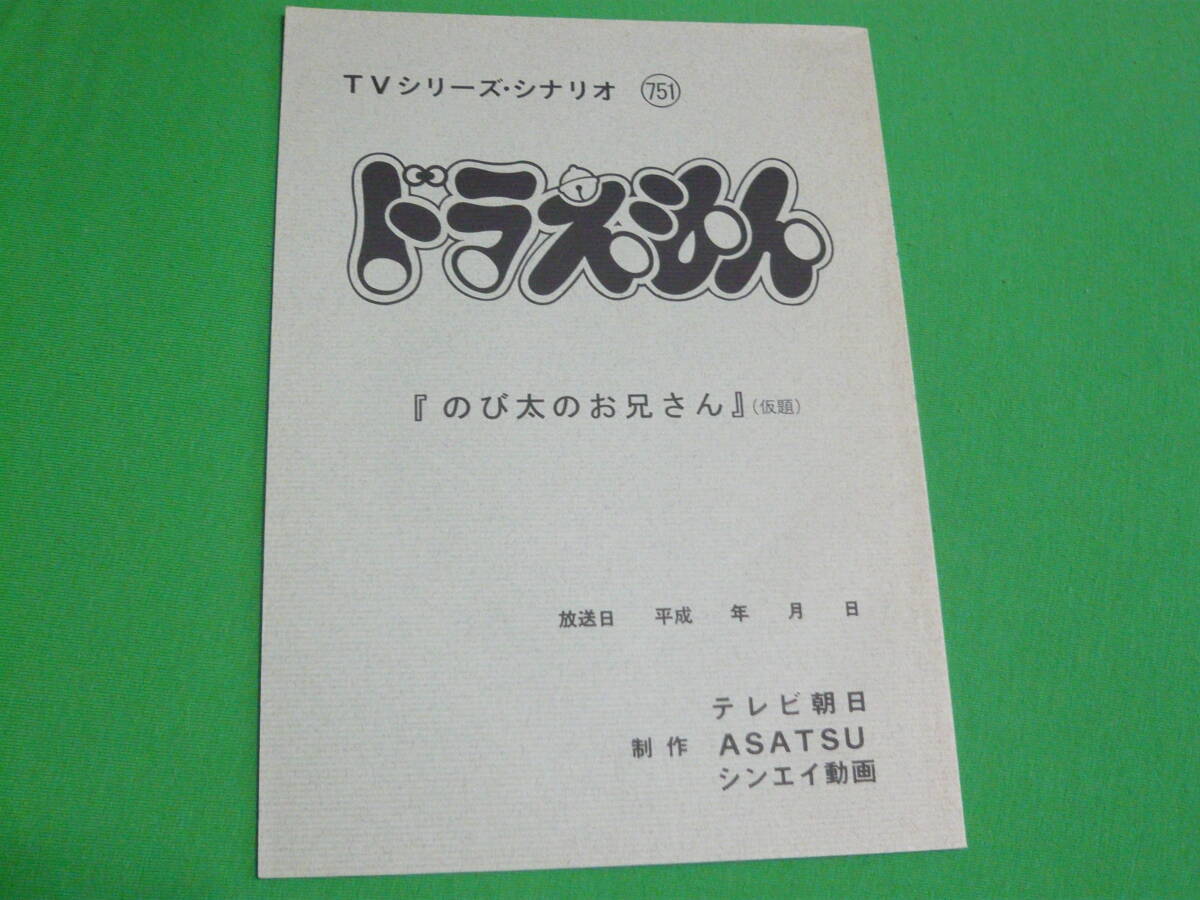 TVシリーズ・シナリオ 751
ドラえもん
『のび太のお兄さん』(仮題)
放送日 平成 年 月 日
テレビ朝日
制作 ASATSU
シンエイ動画